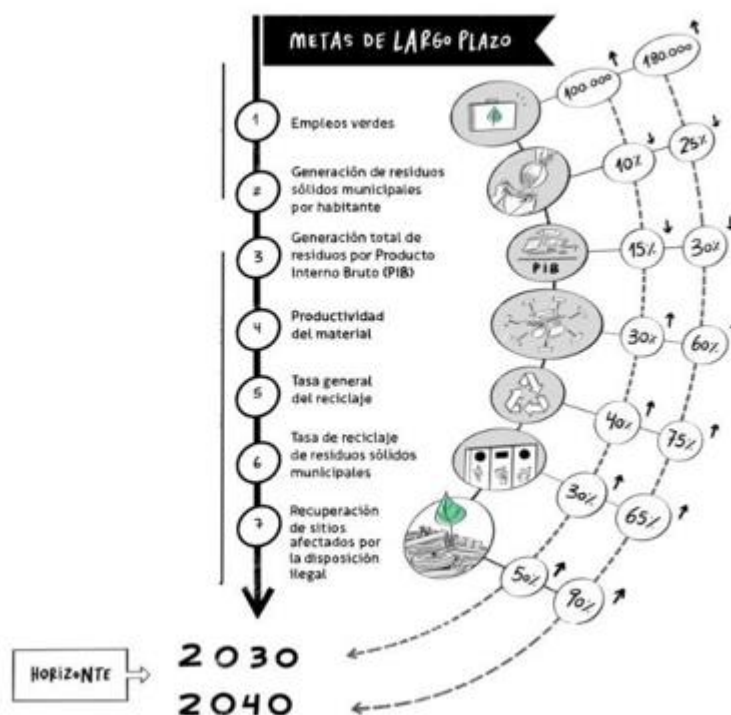 METAS DE LARGO PLAZO
1
Empleos verdes
100.000
180.000
2
Generación de residuos
sólidos municipales
por habitante
10%
25%
3
Generación total de
residuos por Producto
Interno Bruto (PIB)
PIB
15%
30%
4
Productividad
del material
30%
60%
5
Tasa general
del reciclaje
40%
75%
6
Tasa de reciclaje
de residuos sólidos
municipales
30%
65%
7
Recuperación
de sitios
afectados por
la disposición
ilegal
50%
90%
HORIZONTE
2030
2040